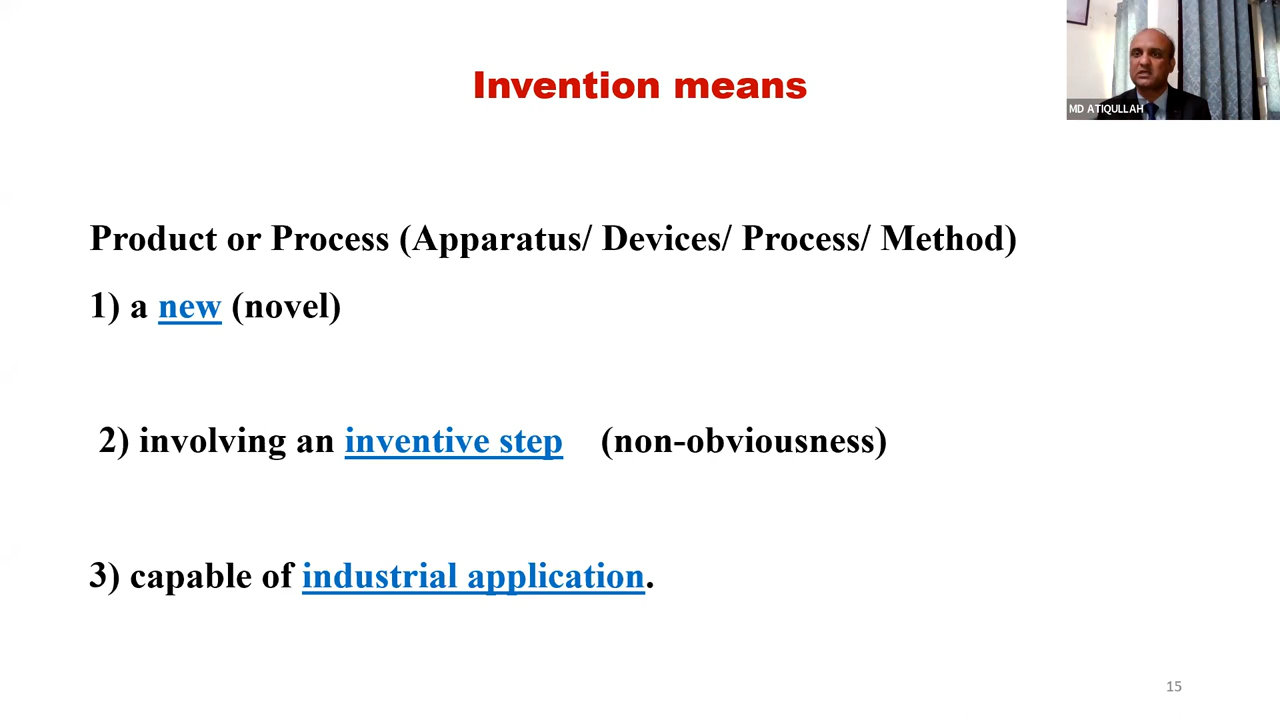 Invention means
MD ATIQULLAH
Product or Process (Apparatus/ Devices/ Process/ Method)
1) a new (novel)
2) involving an inventive step (non-obviousness)
3) capable of industrial application.
15